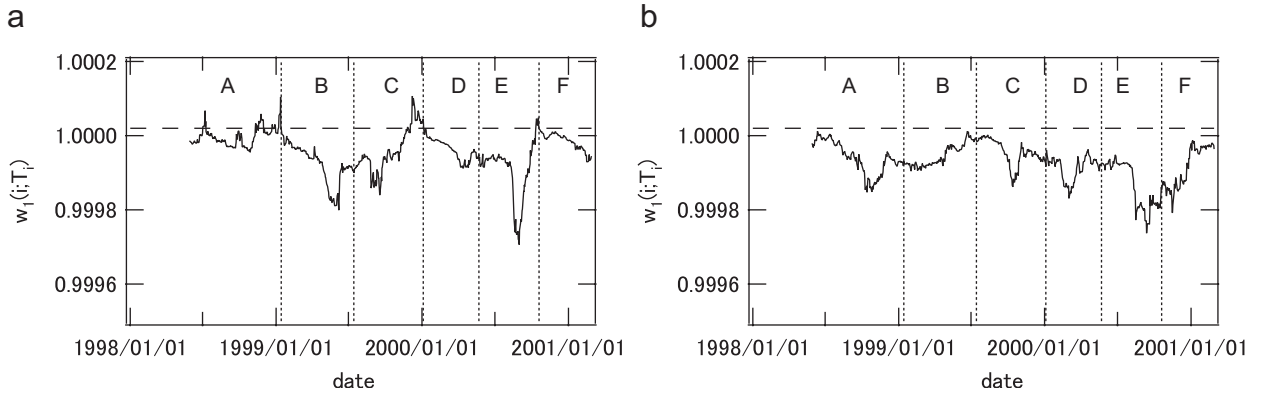 a
1.0002
1.0000
0.9998
0.9996
w1(i;Ti)
A B C D E F
1998/01/01 1999/01/01 2000/01/01 2001/01/01
date
b
1.0002
1.0000
0.9998
0.9996
w1(i;Ti)
A B C D E F
1998/01/01 1999/01/01 2000/01/01 2001/01/01
date